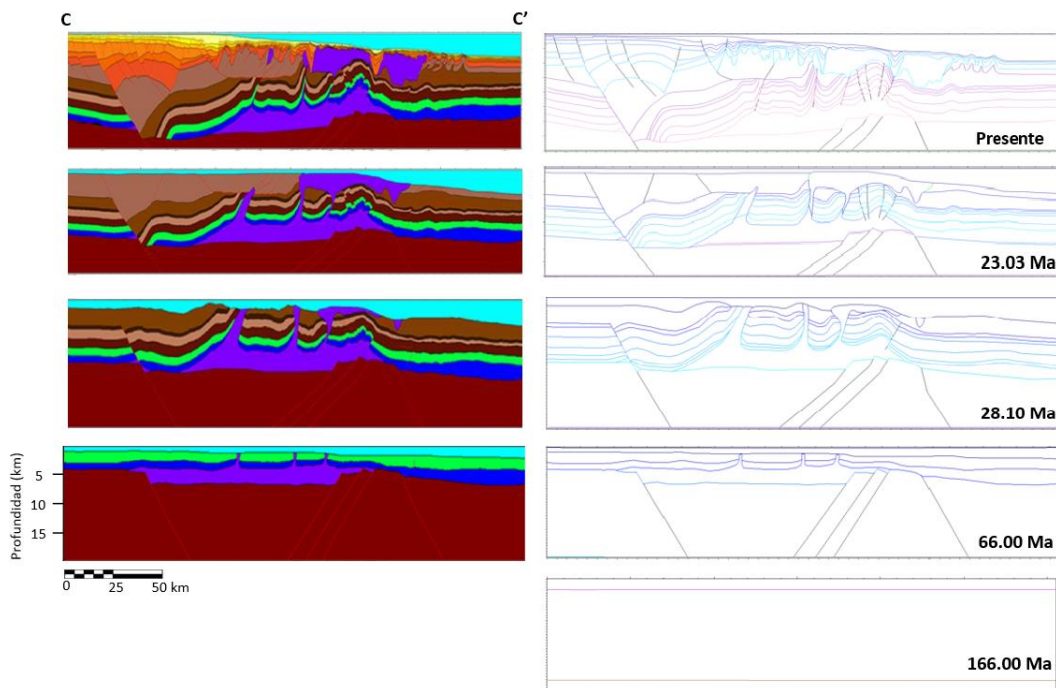 C
C'
Presente
23.03 Ma
28.10 Ma
Profundidad (km)
5
10
15
66.00 Ma
0 25 50 km
166.00 Ma